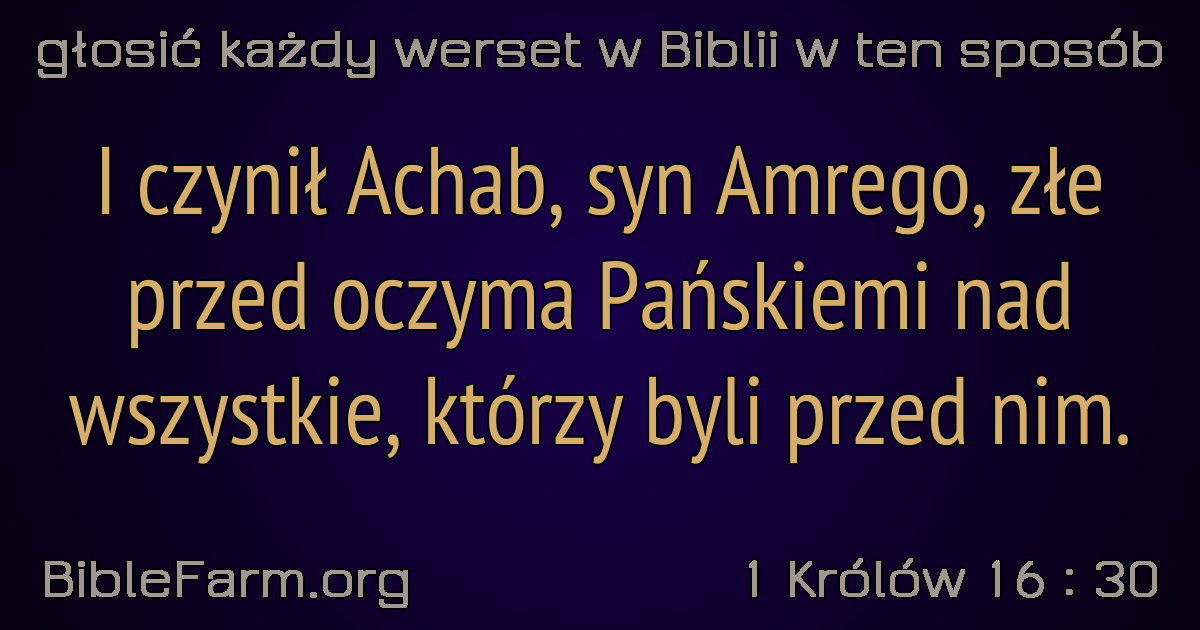 głosić każdy werset w Biblii w ten sposób
I czynił Achab, syn Amrego, złe
przed oczyma Pańskiemi nad
wszystkie, którzy byli przed nim.
BibleFarm.org
1 Królów 16 : 30